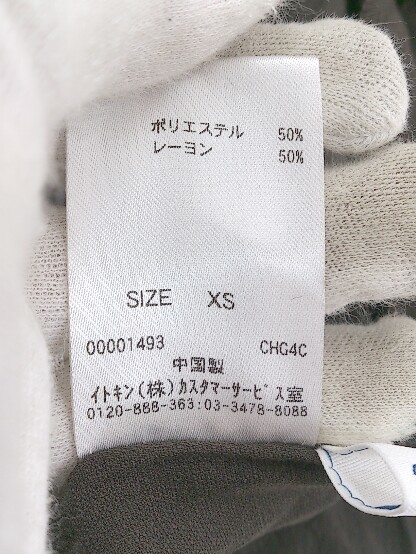 ポリエステル 50%
レーヨン 50%
SIZE XS
00001493 CHG4C
中国製
イトキン(株)カスタマーサービス室
0120-888-363:03-3478-8088